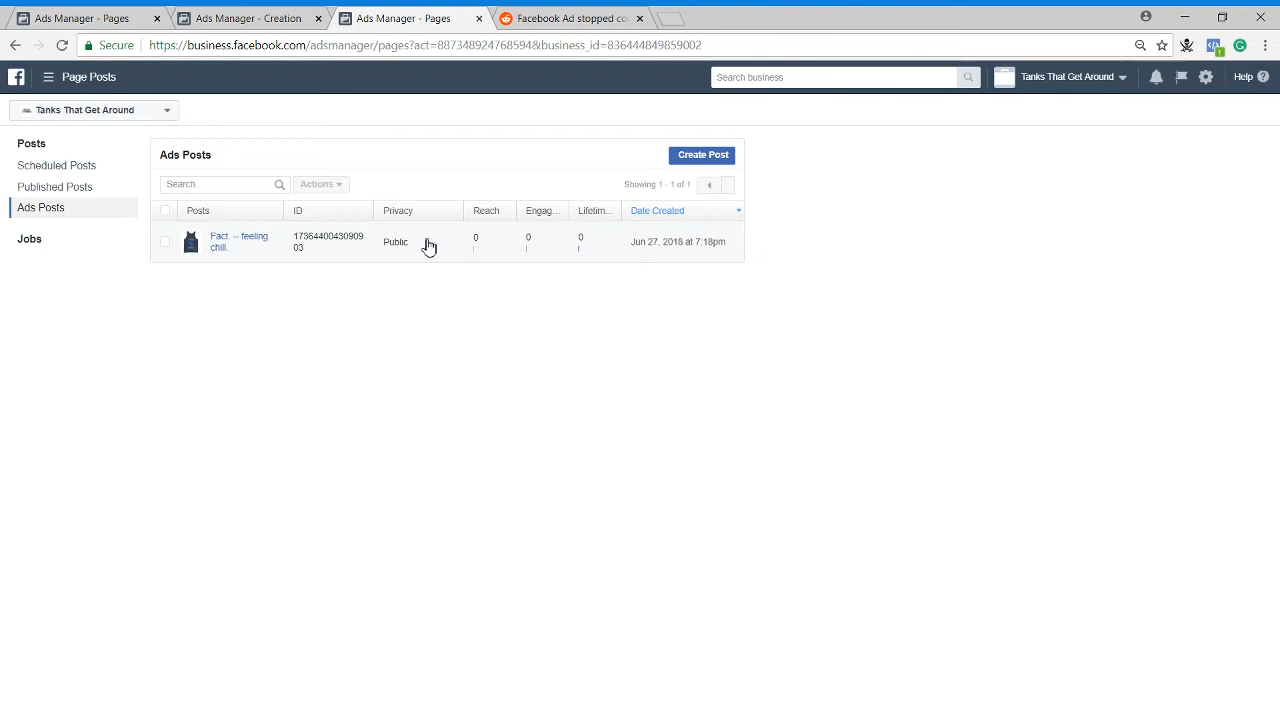 Ads Manager - Pages
Ads Manager - Creation
Ads Manager - Pages
Facebook Ad stopped co
Secure
https://business.facebook.com/adsmanager/pages?act=887348924768594&business_id=836444849859002
1
Page Posts
Search business
Tanks That Get Around
Help
Tanks That Get Around
Posts
Scheduled Posts
Published Posts
Ads Posts
Jobs
Ads Posts
Create Post
Search...
Actions
Showing 1 - 1 of 1
Posts ID Privacy Reach Engag... Lifetim... Date Created
Fact. -- feeling chill. 17364400430909 03 Public 0 0 0 Jun 27, 2018 at 7:18pm